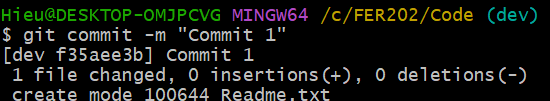 Hieu@DESKTOP-OMJPCVG MINGW64 /c/FER202/Code (dev)
$ git commit -m "Commit 1"
[dev f35aee3b] Commit 1
 1 file changed, 0 insertions(+), 0 deletions(-)
 create mode 100644 Readme.txt